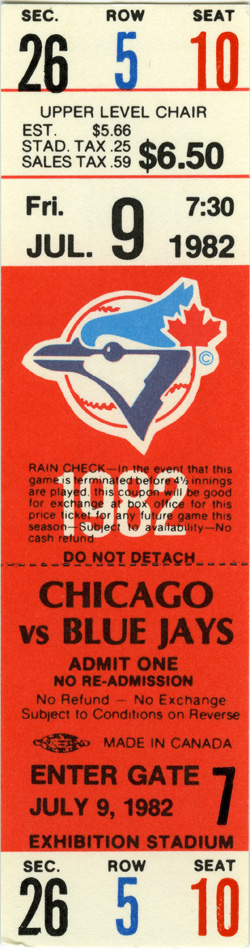 SEC. ROW SEAT
26 5 10
UPPER LEVEL CHAIR
EST. $5.66
STAD. TAX .25
SALES TAX .59 $6.50
Fri. 7:30
JUL. 9 1982
©
1982
RAIN CHECK—In the event that this
game is terminated before 4½ innings
are played, this coupon will be good
for exchange at box office for this
price ticket for any future game this
season—Subject to availability—No
cash refund
DO NOT DETACH
CHICAGO
vs BLUE JAYS
ADMIT ONE
NO RE-ADMISSION
No Refund — No Exchange
Subject to Conditions on Reverse
MADE IN CANADA
ENTER GATE 7
JULY 9, 1982
EXHIBITION STADIUM
SEC. ROW SEAT
26 5 10